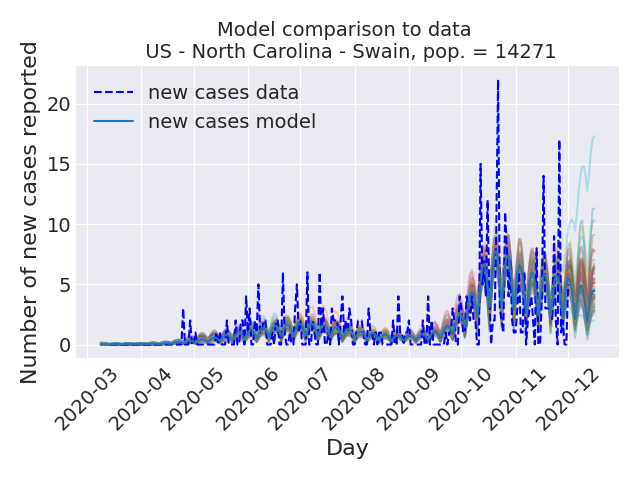 Model comparison to data
US - North Carolina - Swain, pop. = 14271
Number of new cases reported
20
15
10
5
0
new cases data
new cases model
2020-03
2020-04
2020-05
2020-06
2020-07
2020-08
2020-09
2020-10
2020-11
2020-12
Day